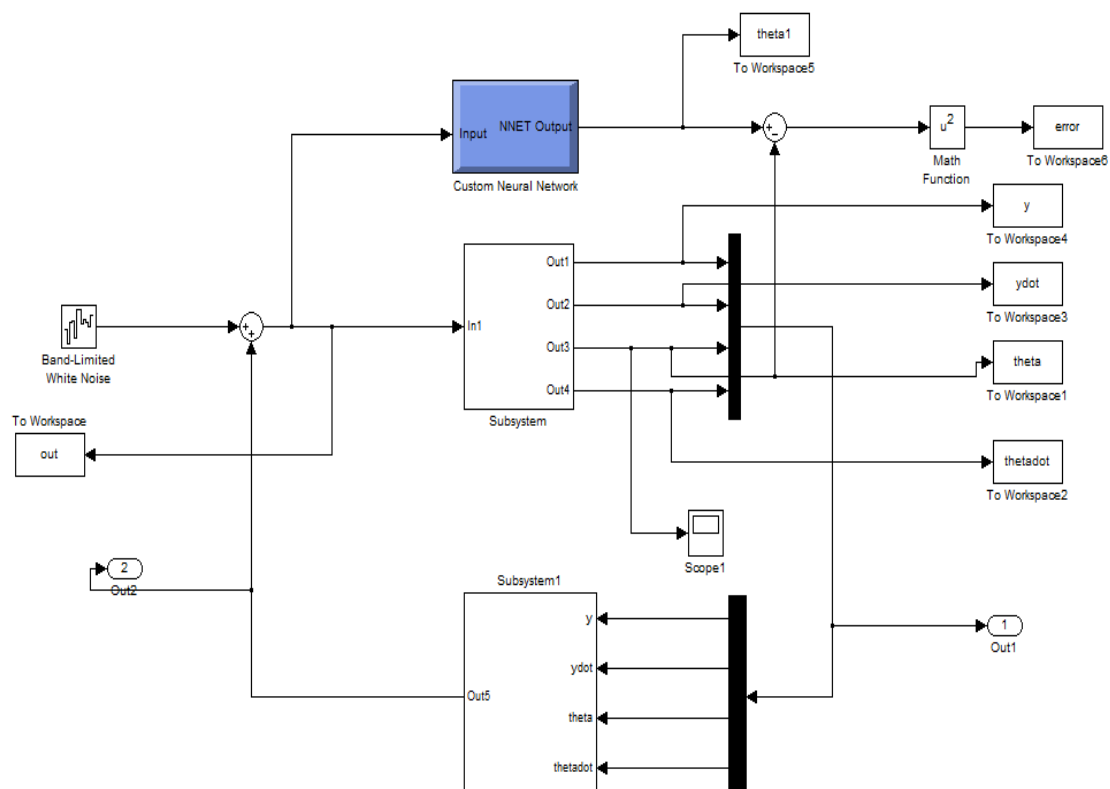 theta1
To Workspace5
Input
NNET Output
Custom Neural Network
+
−
u2
Math
Function
error
To Workspace6
y
To Workspace4
Out1
Out2
Out3
Out4
In1
Subsystem
ydot
To Workspace3
Band-Limited
White Noise
+
+
theta
To Workspace1
To Workspace
out
thetadot
To Workspace2
Scope1
2
Out2
Subsystem1
y
ydot
theta
thetadot
Out5
1
Out1